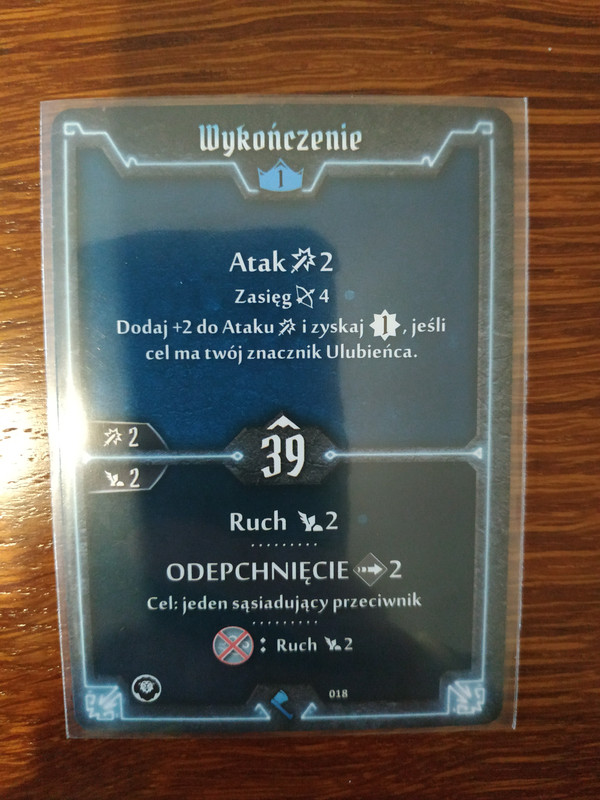 Wykończenie
1
Atak 2
Zasięg 4
Dodaj +2 do Ataku i zyskaj 1, jeśli
cel ma twój znacznik Ulubieńca.
2
39
2
Ruch 2
ODEPCHNIĘCIE 2
Cel: jeden sąsiadujący przeciwnik
: Ruch 2
018